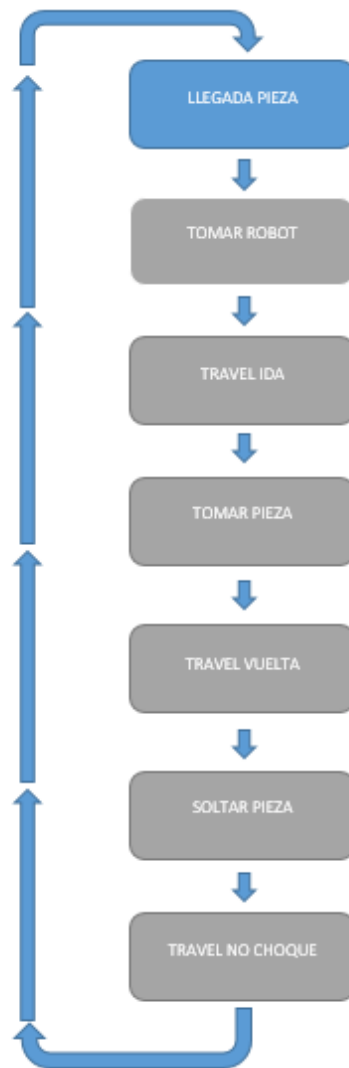 LLEGADA PIEZA
TOMAR ROBOT
TRAVEL IDA
TOMAR PIEZA
TRAVEL VUELTA
SOLTAR PIEZA
TRAVEL NO CHOQUE